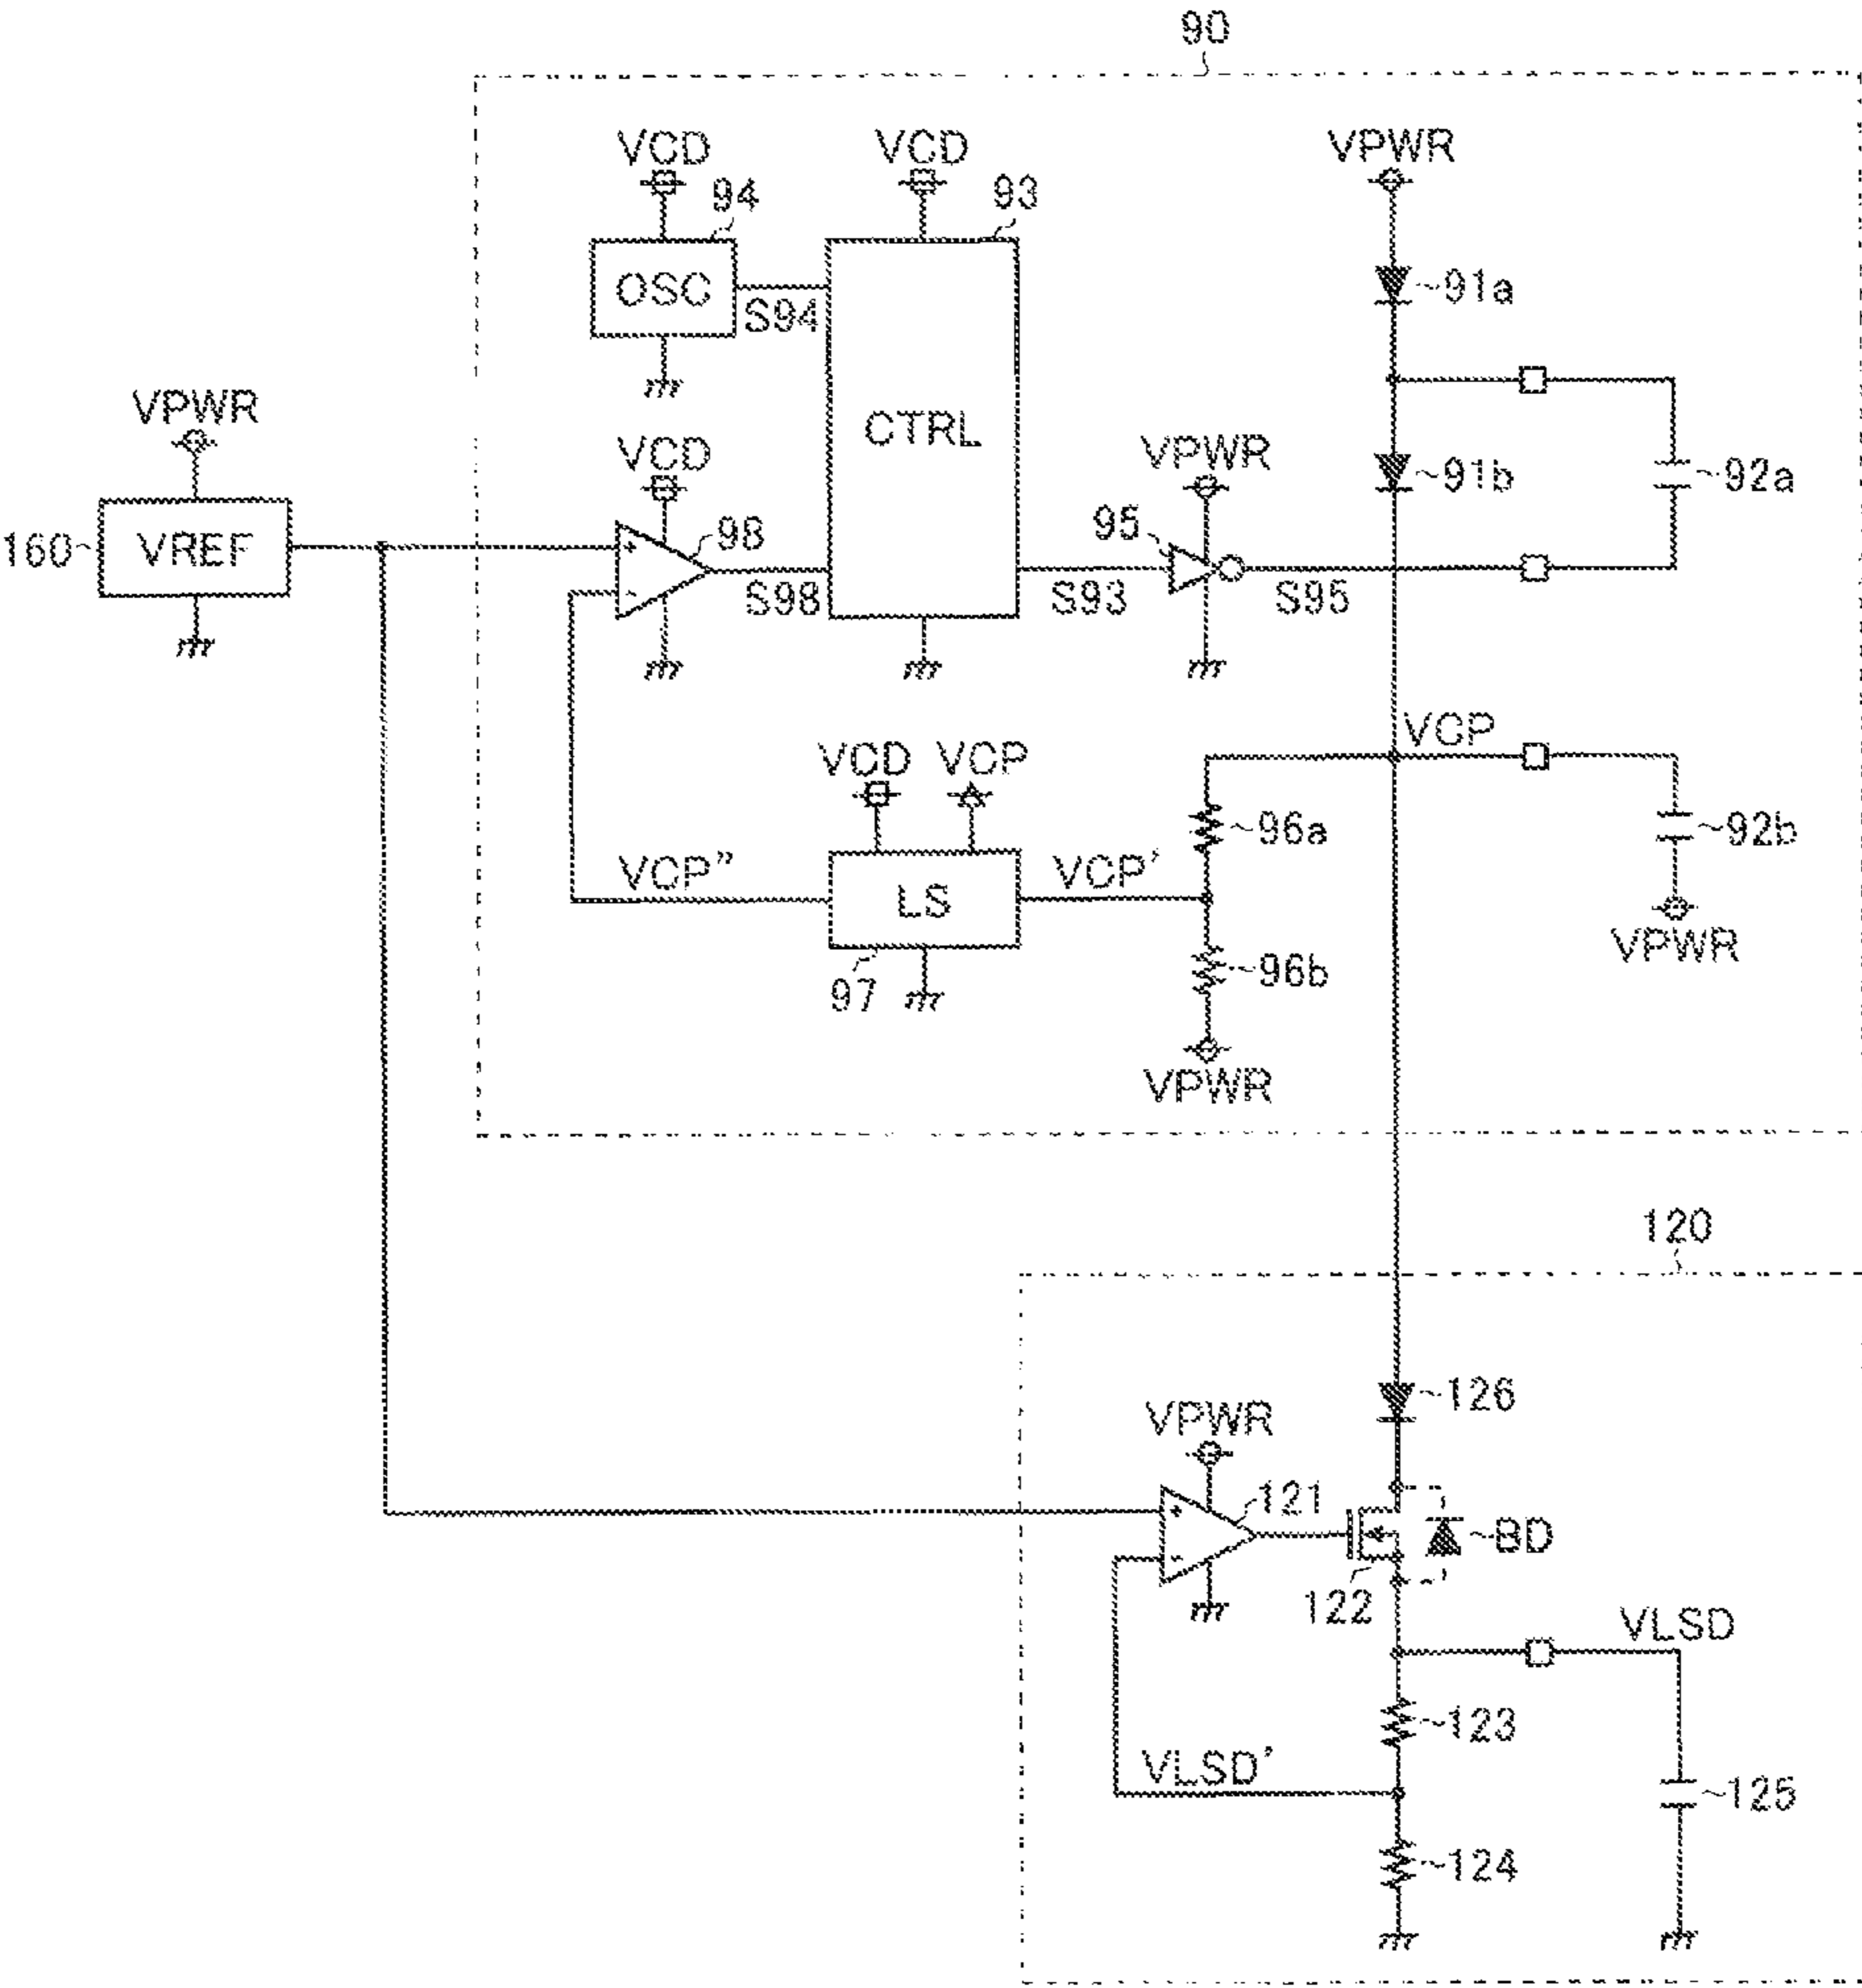 90
VCD
VCD
VPWR
94
93
OSC
S94
91a
VPWR
VCD
CTRL
VPWR
91b
92a
160
VREF
+
98
95
-
S98
S93
S95
VCP
VCD
VCP
96a
92b
VCP"
LS
VCP'
VPWR
97
96b
VPWR
120
126
VPWR
+
121
BD
-
122
VLSD
123
VLSD'
125
124